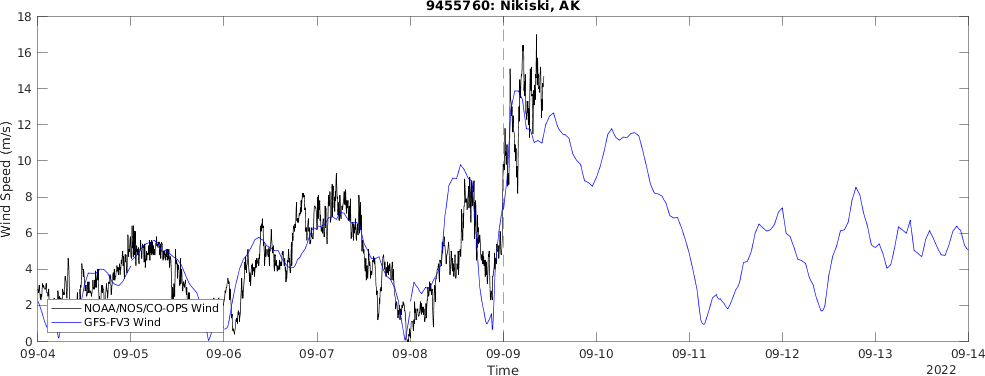 9455760: Nikiski, AK
18
16
14
12
10
8
6
4
2
0
Wind Speed (m/s)
NOAA/NOS/CO-OPS Wind
GFS-FV3 Wind
09-04 09-05 09-06 09-07 09-08 09-09 09-10 09-11 09-12 09-13 09-14
Time
2022